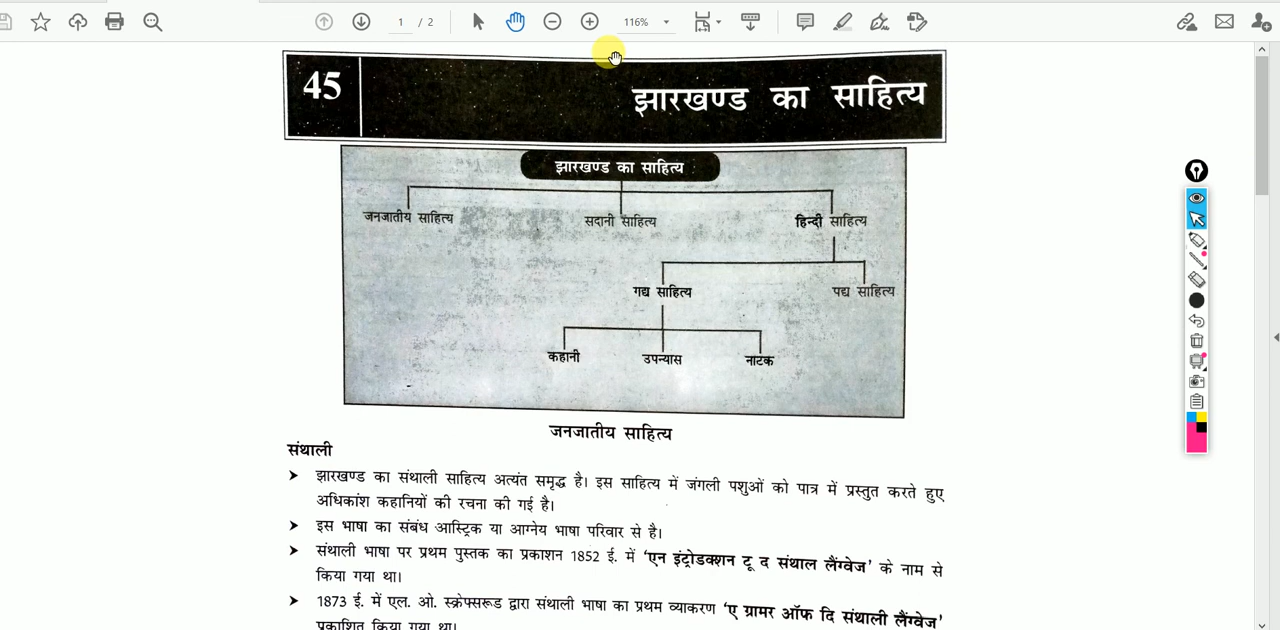 1 / 2
116%
45
झारखण्ड का साहित्य
झारखण्ड का साहित्य
जनजातीय साहित्य सदानी साहित्य हिन्दी साहित्य
गद्य साहित्य पद्य साहित्य
कहानी उपन्यास नाटक
जनजातीय साहित्य
संथाली
➤ झारखण्ड का संथाली साहित्य अत्यंत समृद्ध है। इस साहित्य में जंगली पशुओं को पात्र में प्रस्तुत करते हुए
अधिकांश कहानियों की रचना की गई है।
➤ इस भाषा का संबंध आस्ट्रिक या आग्नेय भाषा परिवार से है।
➤ संथाली भाषा पर प्रथम पुस्तक का प्रकाशन 1852 ई. में ‘एन इंट्रोडक्शन टू द संथाल लैंग्वेज’ के नाम से
किया गया था।
➤ 1873 ई. में एल. ओ. स्क्रेफ्सरूड द्वारा संथाली भाषा का प्रथम व्याकरण ‘ए ग्रामर ऑफ दि संथाली लैंग्वेज’
प्रकाशित किया गया था।